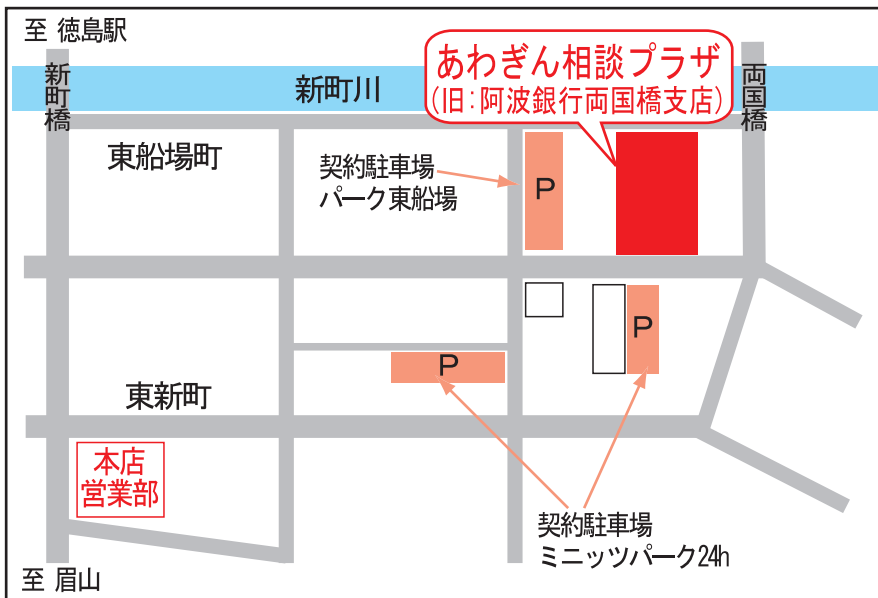 至 徳島駅
新町橋
新町川
あわぎん相談プラザ
(旧:阿波銀行両国橋支店)
両国橋
東船場町
契約駐車場
パーク東船場
P
P
P
東新町
本店
営業部
契約駐車場
ミニッツパーク24h
至 眉山